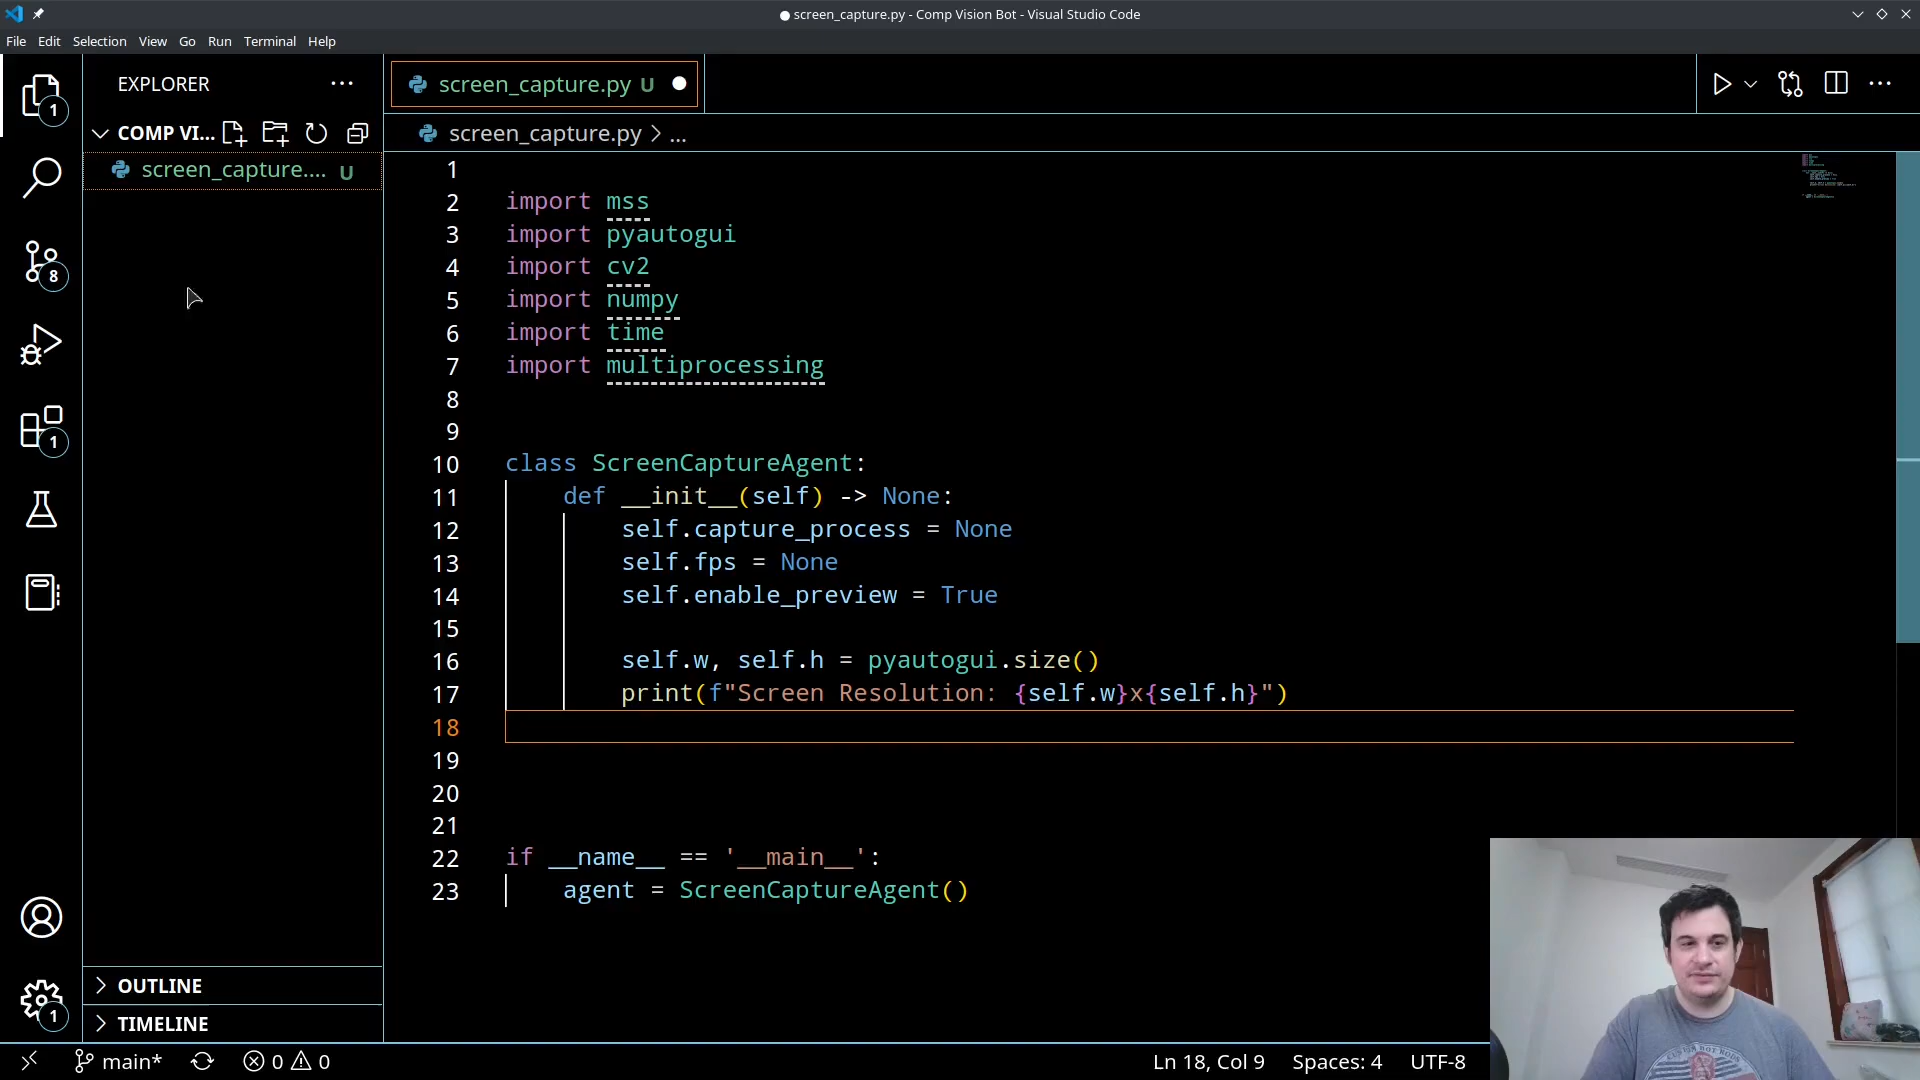 screen_capture.py - Comp Vision Bot - Visual Studio Code
File Edit Selection View Go Run Terminal Help
EXPLORER
screen_capture.py U
COMP VI...
screen_capture.py > ...
screen_capture.... U
1
2 import mss
3 import pyautogui
4 import cv2
5 import numpy
6 import time
7 import multiprocessing
8
9
10 class ScreenCaptureAgent:
11 def __init__(self) -> None:
12 self.capture_process = None
13 self.fps = None
14 self.enable_preview = True
15
16 self.w, self.h = pyautogui.size()
17 print(f"Screen Resolution: {self.w}x{self.h}")
18
19
20
21
22 if __name__ == '__main__':
23 agent = ScreenCaptureAgent()
1
8
1
1
OUTLINE
TIMELINE
main* 0 0 Ln 18, Col 9 Spaces: 4 UTF-8